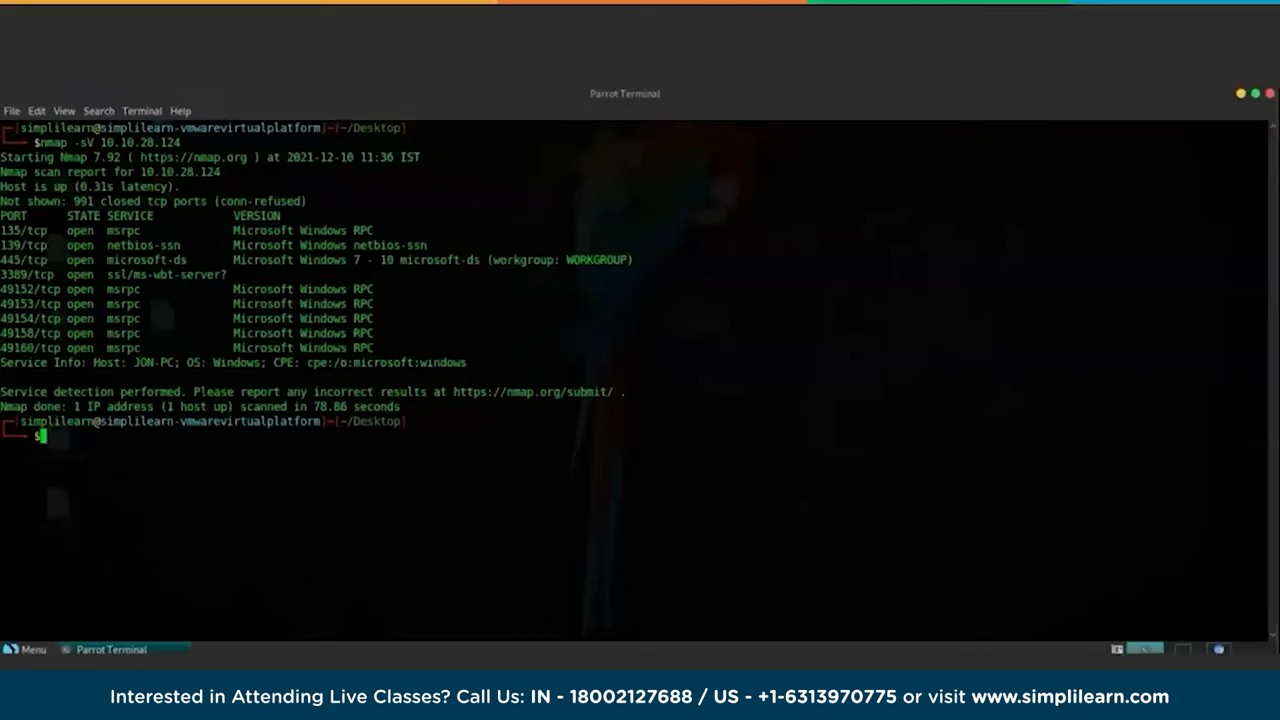 Parrot Terminal
File Edit View Search Terminal Help
[simplilearn@simplilearn-vmwarevirtualplatform]─[~/Desktop]
$nmap -sV 10.10.28.124
Starting Nmap 7.92 ( https://nmap.org ) at 2021-12-10 11:36 IST
Nmap scan report for 10.10.28.124
Host is up (0.31s latency).
Not shown: 991 closed tcp ports (conn-refused)
PORT STATE SERVICE VERSION
135/tcp open msrpc Microsoft Windows RPC
139/tcp open netbios-ssn Microsoft Windows netbios-ssn
445/tcp open microsoft-ds Microsoft Windows 7 - 10 microsoft-ds (workgroup: WORKGROUP)
3389/tcp open ssl/ms-wbt-server?
49152/tcp open msrpc Microsoft Windows RPC
49153/tcp open msrpc Microsoft Windows RPC
49154/tcp open msrpc Microsoft Windows RPC
49158/tcp open msrpc Microsoft Windows RPC
49160/tcp open msrpc Microsoft Windows RPC
Service Info: Host: JON-PC; OS: Windows; CPE: cpe:/o:microsoft:windows
Service detection performed. Please report any incorrect results at https://nmap.org/submit/ .
Nmap done: 1 IP address (1 host up) scanned in 78.86 seconds
[simplilearn@simplilearn-vmwarevirtualplatform]─[~/Desktop]
$
Menu Parrot Terminal
Interested in Attending Live Classes? Call Us: IN - 18002127688 / US - +1-6313970775 or visit www.simplilearn.com